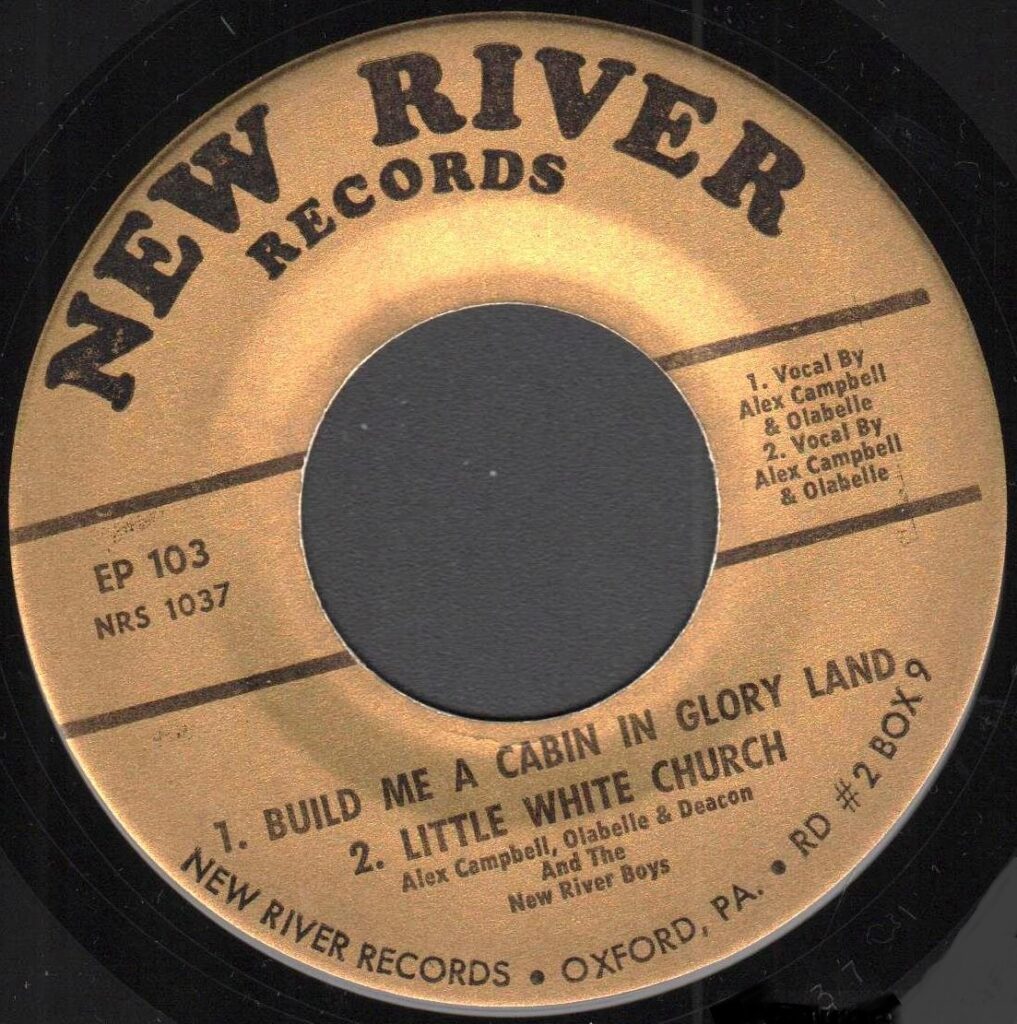 NEW RIVER
RECORDS
1. Vocal By
Alex Campbell
& Olabelle
2. Vocal By
Alex Campbell
& Olabelle
EP 103
NRS 1037
1. BUILD ME A CABIN IN GLORY LAND
2. LITTLE WHITE CHURCH
Alex Campbell, Olabelle & Deacon
And The
New River Boys
NEW RIVER RECORDS • OXFORD, PA. • RD #2 BOX 9